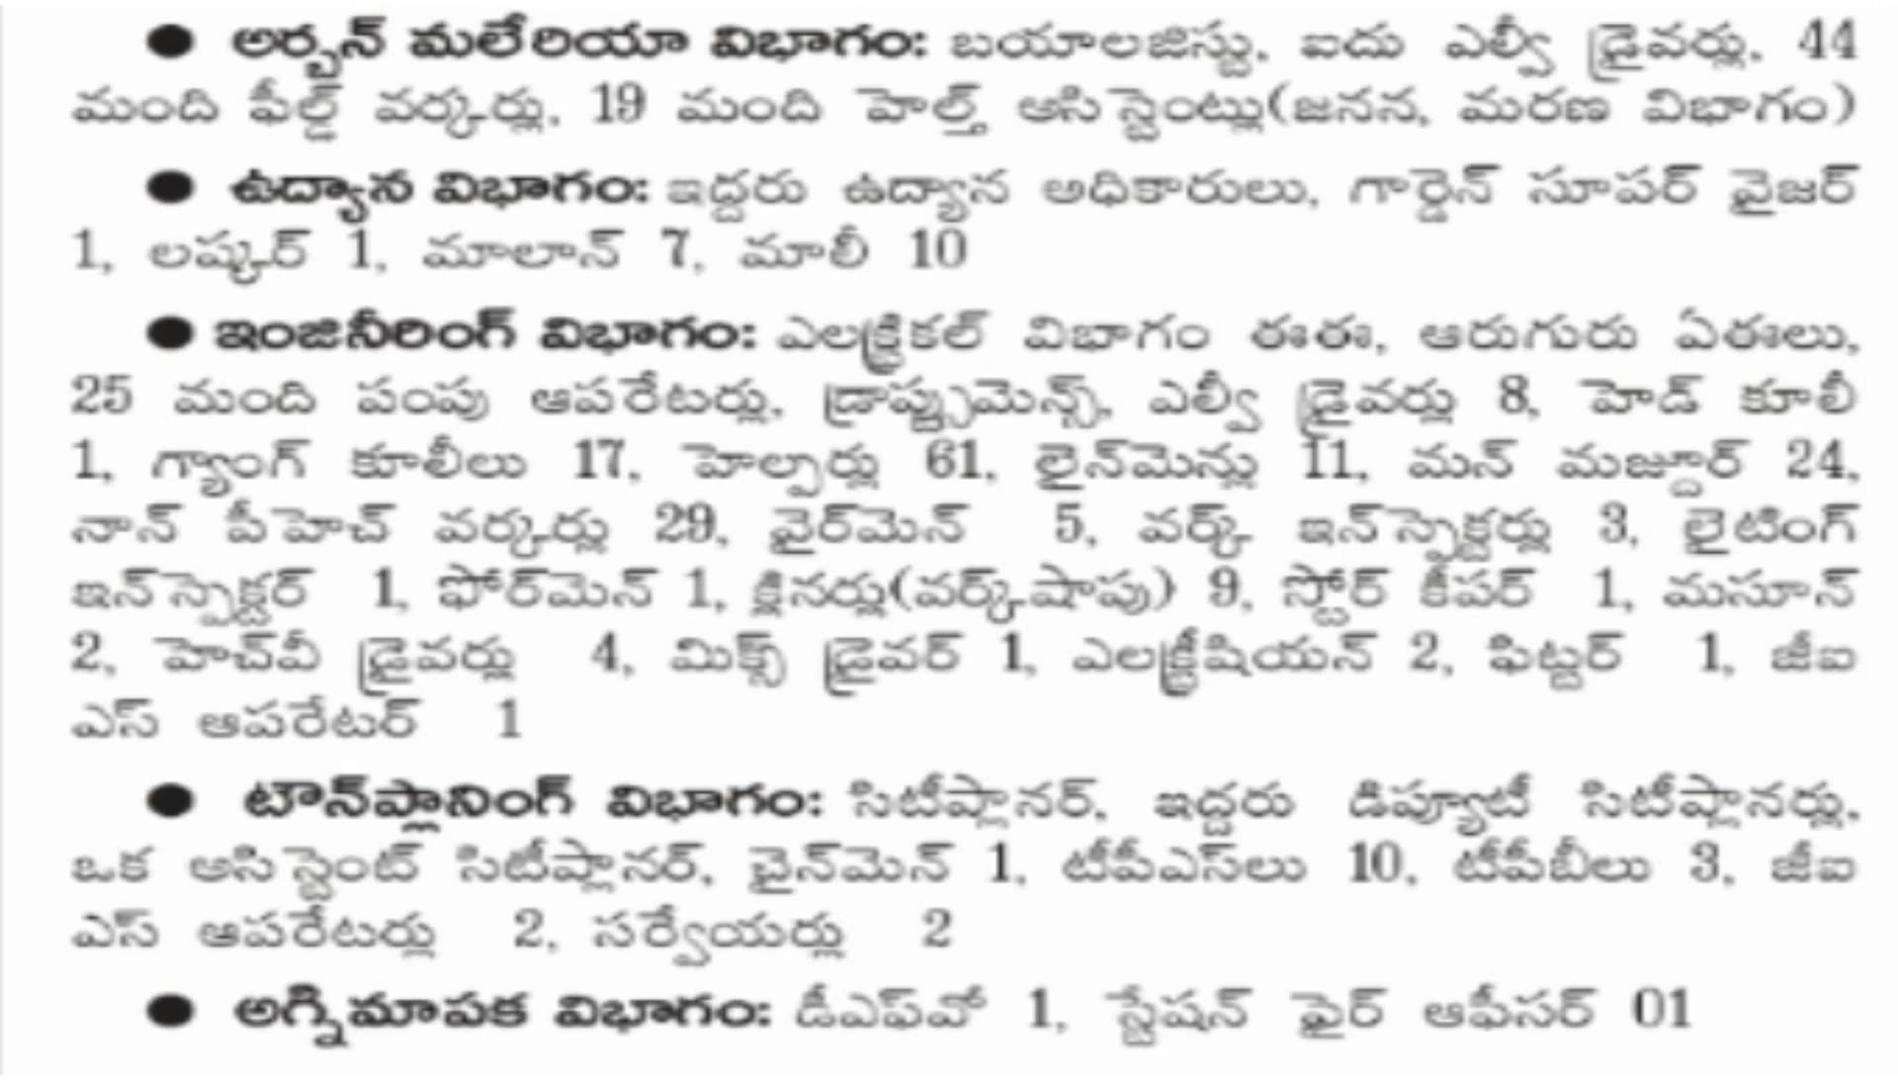 ● అర్బన్ మలేరియా విభాగం: బయాలజిస్టు, ఐదు ఎల్వీ డ్రైవర్లు, 44
మంది ఫీల్డ్ వర్కర్లు, 19 మంది హెల్త్ అసిస్టెంట్లు(జనన, మరణ విభాగం)
● ఉద్యాన విభాగం: ఇద్దరు ఉద్యాన అధికారులు, గార్డెన్ సూపర్ వైజర్
1, లష్కర్ 1, మాలాన్ 7, మాలీ 10
● ఇంజినీరింగ్ విభాగం: ఎలక్ట్రికల్ విభాగం ఈఈ, ఆరుగురు ఏఈలు,
25 మంది పంపు ఆపరేటర్లు, డ్రాఫ్ట్సుమెన్స్, ఎల్వీ డ్రైవర్లు 8, హెడ్ కూలీ
1, గ్యాంగ్ కూలీలు 17, హెల్పర్లు 61, లైన్‌మెన్లు 11, మన్ మజ్దూర్ 24,
నాన్ పీహెచ్ వర్కర్లు 29, వైర్‌మెన్ 5, వర్క్ ఇన్‌స్పెక్టర్లు 3, లైటింగ్
ఇన్‌స్పెక్టర్ 1, ఫోర్‌మెన్ 1, క్లినర్లు(వర్క్‌షాపు) 9, స్టోర్ కీపర్ 1, మసూన్
2, హెచ్‌వీ డ్రైవర్లు 4, మిక్స్ డ్రైవర్ 1, ఎలక్ట్రీషియన్ 2, ఫిట్టర్ 1, జీఐ
ఎస్ ఆపరేటర్ 1
● టౌన్‌ప్లానింగ్ విభాగం: సిటీప్లానర్, ఇద్దరు డిప్యూటీ సిటీప్లానర్లు,
ఒక అసిస్టెంట్ సిటీప్లానర్, చైన్‌మెన్ 1, టీపీఎస్‌లు 10, టీపీబీలు 3, జీఐ
ఎస్ ఆపరేటర్లు 2, సర్వేయర్లు 2
● అగ్నిమాపక విభాగం: డీఎఫ్‌వో 1, స్టేషన్ ఫైర్ ఆఫీసర్ 01